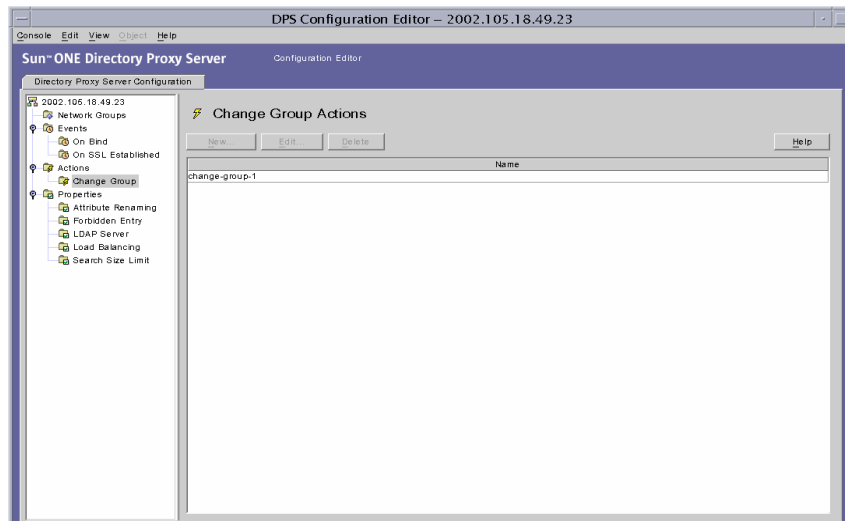 DPS Configuration Editor – 2002.105.18.49.23
Console Edit View Object Help
Sun™ ONE Directory Proxy Server Configuration Editor
Directory Proxy Server Configuration
2002.105.18.49.23
Network Groups
Events
On Bind
On SSL Established
Actions
Change Group
Properties
Attribute Renaming
Forbidden Entry
LDAP Server
Load Balancing
Search Size Limit
Change Group Actions
New... Edit... Delete Help
Name
change-group-1